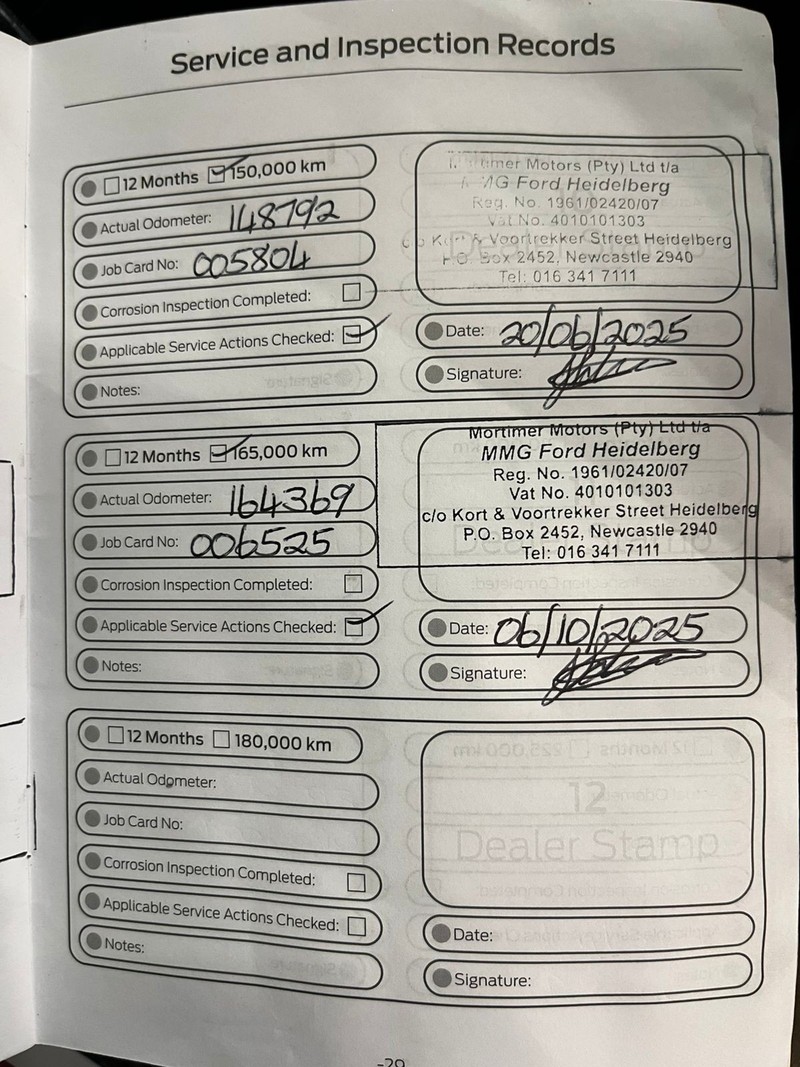 Service and Inspection Records
12 Months 150,000 km
Actual Odometer: 148792
Job Card No: 005804
Corrosion Inspection Completed:
Applicable Service Actions Checked:
Notes:
Motors (Pty) Ltd t/a
MG Ford Heidelberg
Reg. No. 1961/02420/07
Vat No. 4010101303
& Voortrekker Street Heidelberg
Box 2452, Newcastle 2940
Tel: 016 341 7111
Date: 20/06/2025
Signature:
12 Months 165,000 km
Actual Odometer: 164369
Job Card No: 006525
Corrosion Inspection Completed:
Applicable Service Actions Checked:
Notes:
Mortimer Motors (Pty) Ltd t/a
MMG Ford Heidelberg
Reg. No. 1961/02420/07
Vat No. 4010101303
c/o Kort & Voortrekker Street Heidelberg
P.O. Box 2452, Newcastle 2940
Tel: 016 341 7111
Date: 06/10/2025
Signature:
12 Months 180,000 km
Actual Odometer:
Job Card No:
Corrosion Inspection Completed:
Applicable Service Actions Checked:
Notes:
12
Dealer Stamp
Date:
Signature: